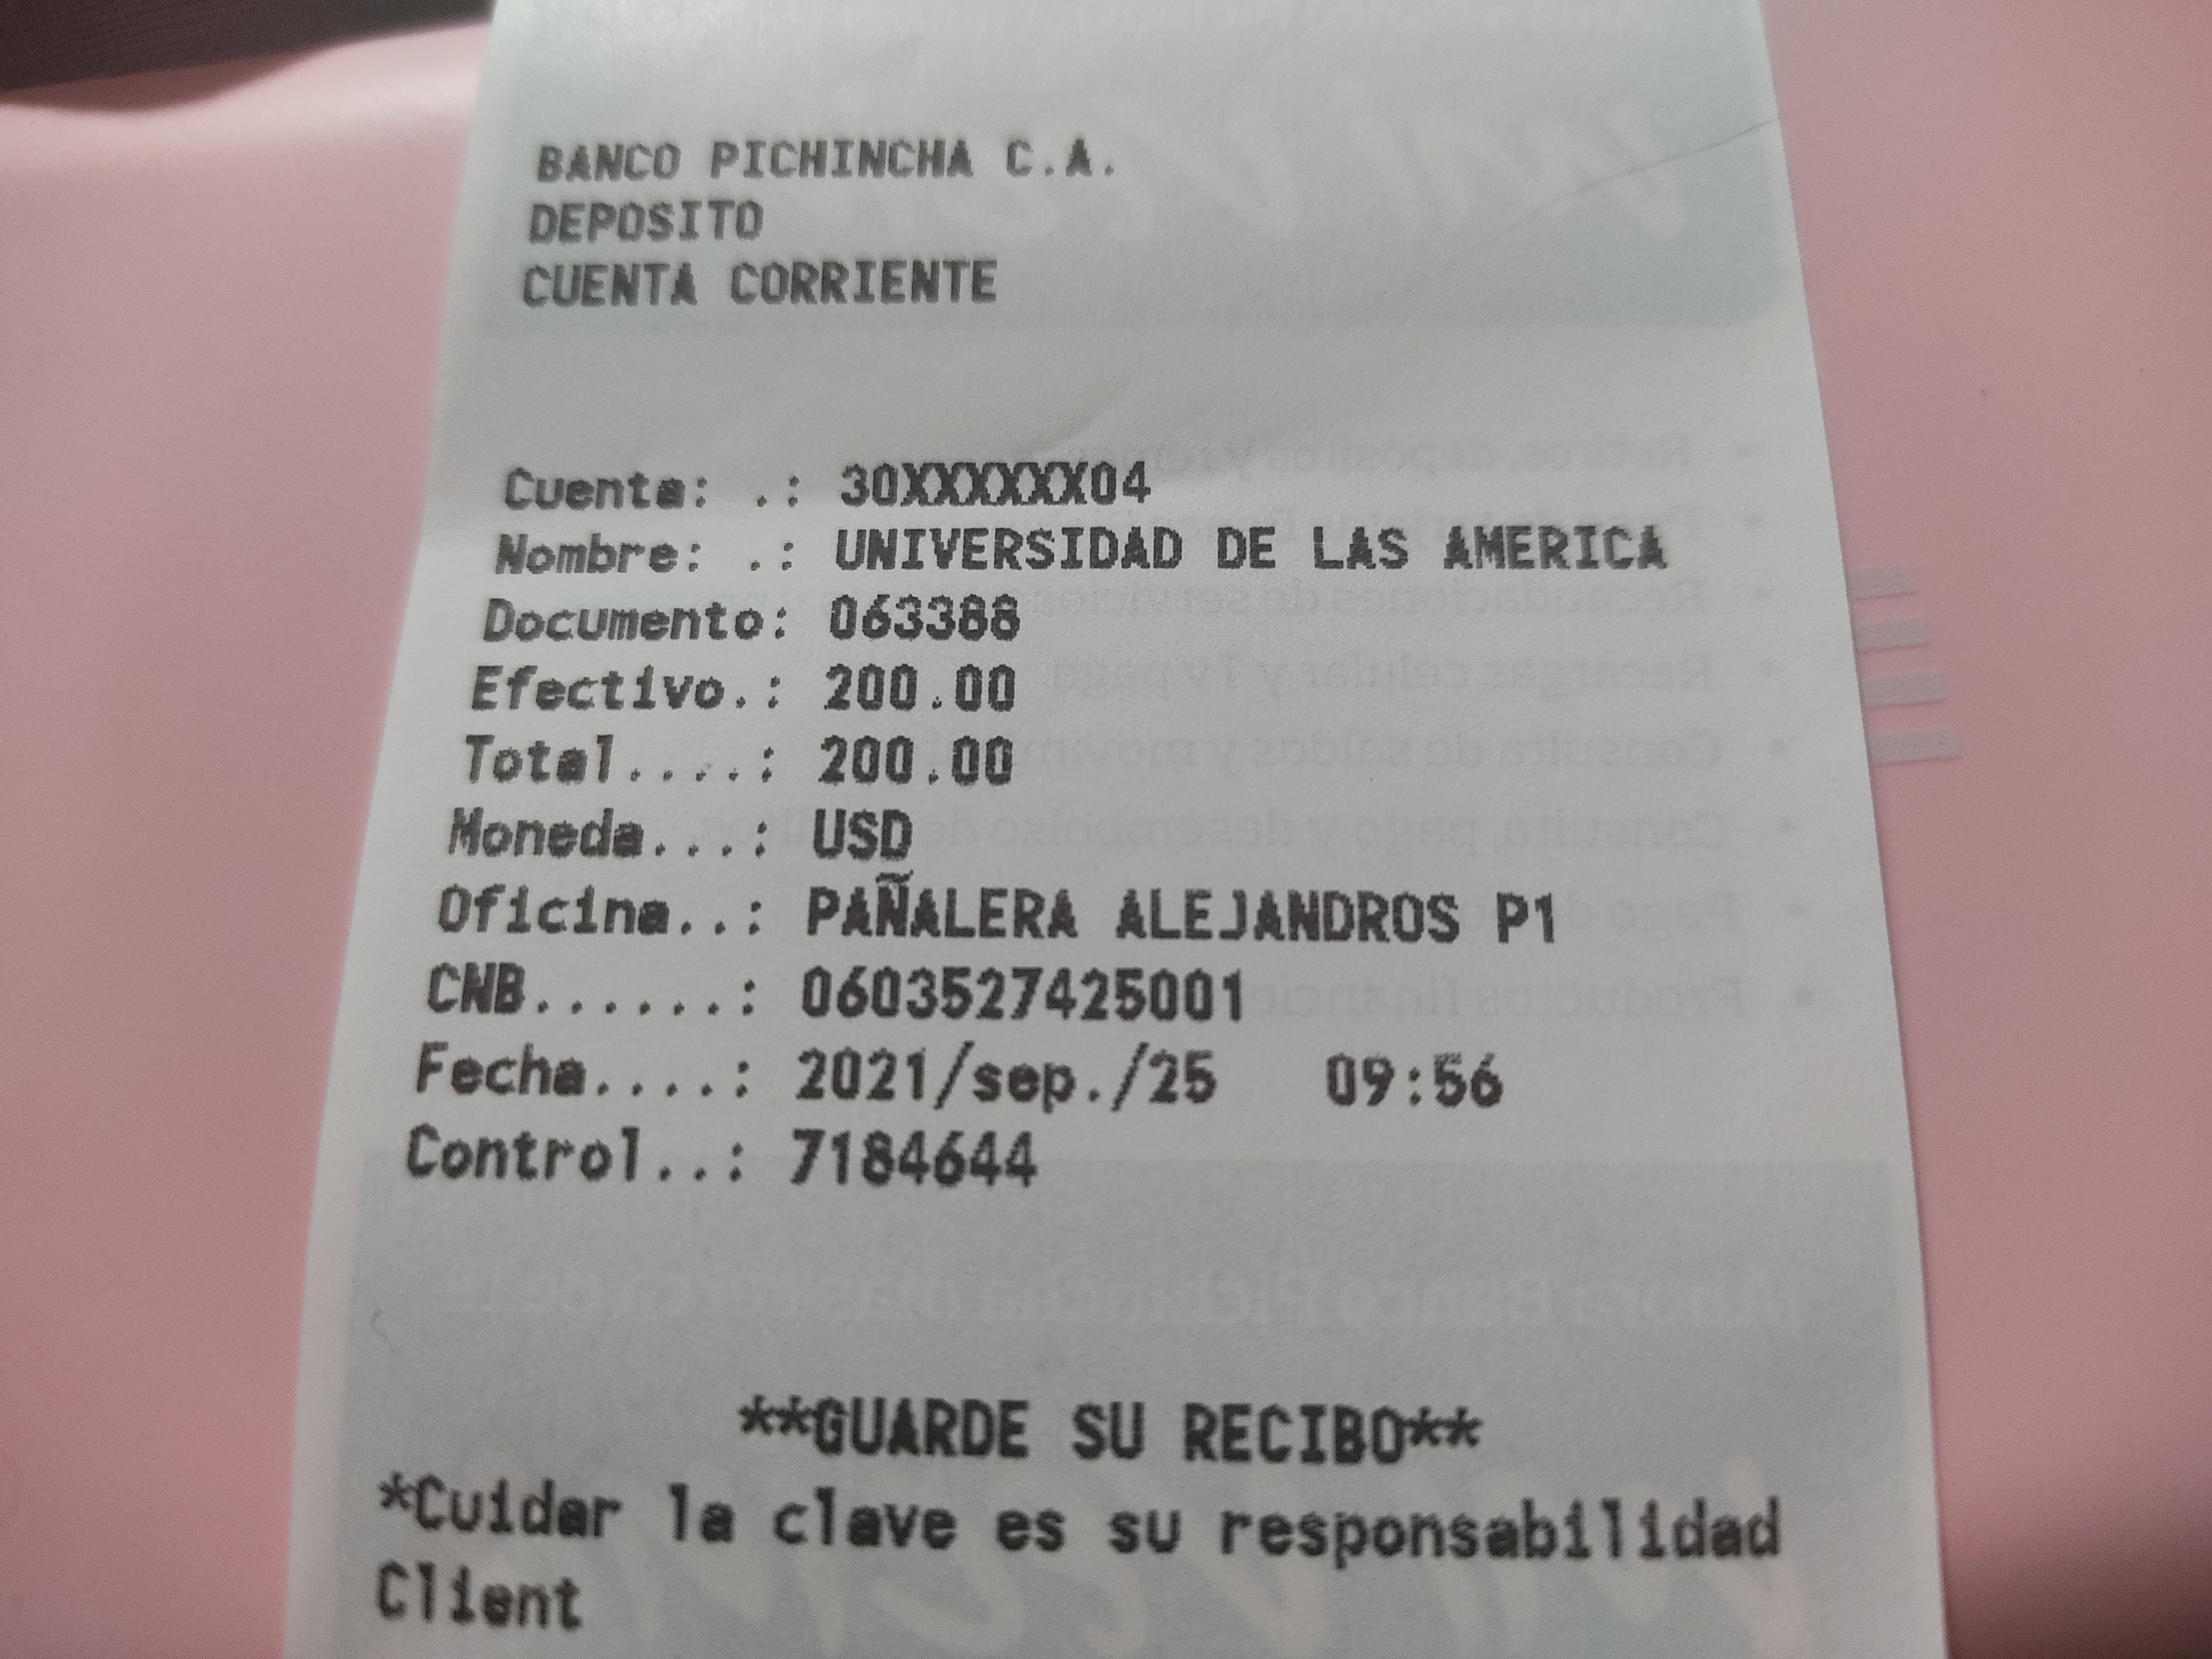 BANCO PICHINCHA C.A.
DEPOSITO
CUENTA CORRIENTE
Cuenta: .: 30XXXXXX04
Nombre: .: UNIVERSIDAD DE LAS AMERICA
Documento: 063388
Efectivo.: 200.00
Total....: 200.00
Moneda...: USD
Oficina..: PAÑALERA ALEJANDROS P1
CNB......: 0603527425001
Fecha....: 2021/sep./25 09:56
Control..: 7184644
**GUARDE SU RECIBO**
*Cuidar la clave es su responsabilidad
Client